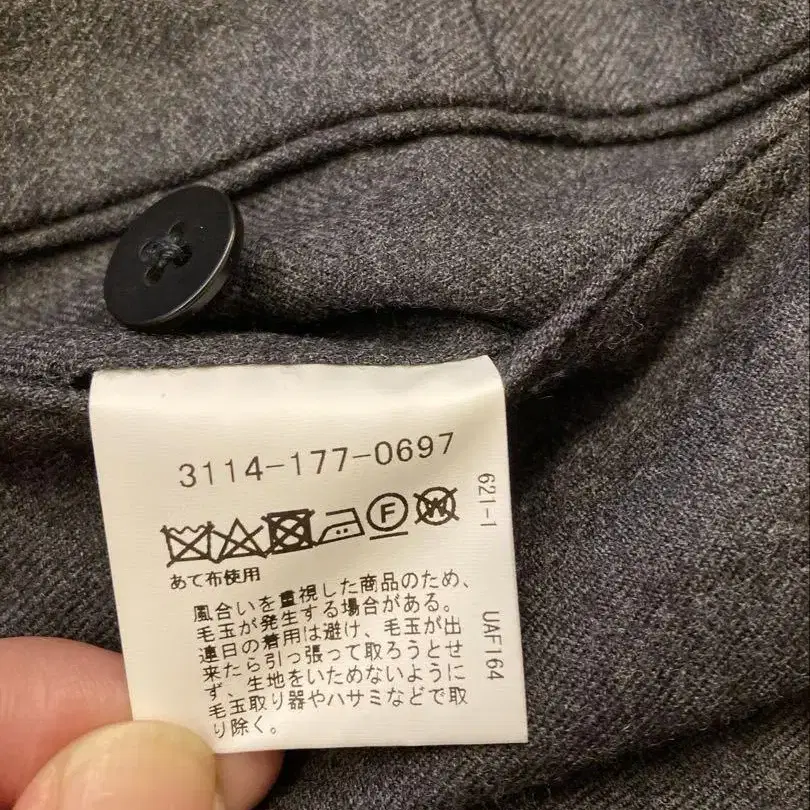 3114-177-0697
621-1
F W
あて布使用
風合いを重視した商品のため、
毛玉が発生する場合がある。
連日の着用は避け、毛玉が出
来たら引っ張って取ろうとせ
ず、生地をいためないように
毛玉取り器やハサミなどで取
り除く。
UAF164